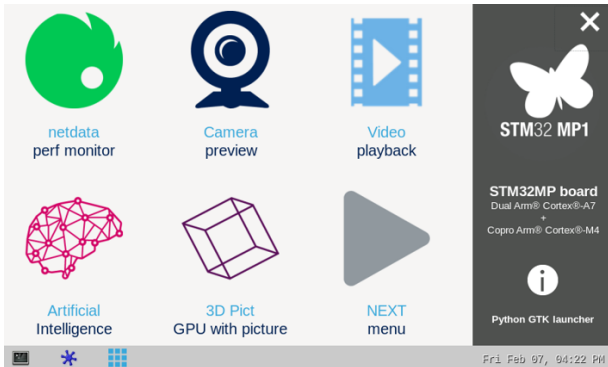 netdata
perf monitor
Camera
preview
Video
playback
Artificial
Intelligence
3D Pict
GPU with picture
NEXT
menu
STM32 MP1
STM32MP board
Dual Arm® Cortex®-A7
+
Copro Arm® Cortex®-M4
Python GTK launcher
Fri Feb 07, 04:22 PM